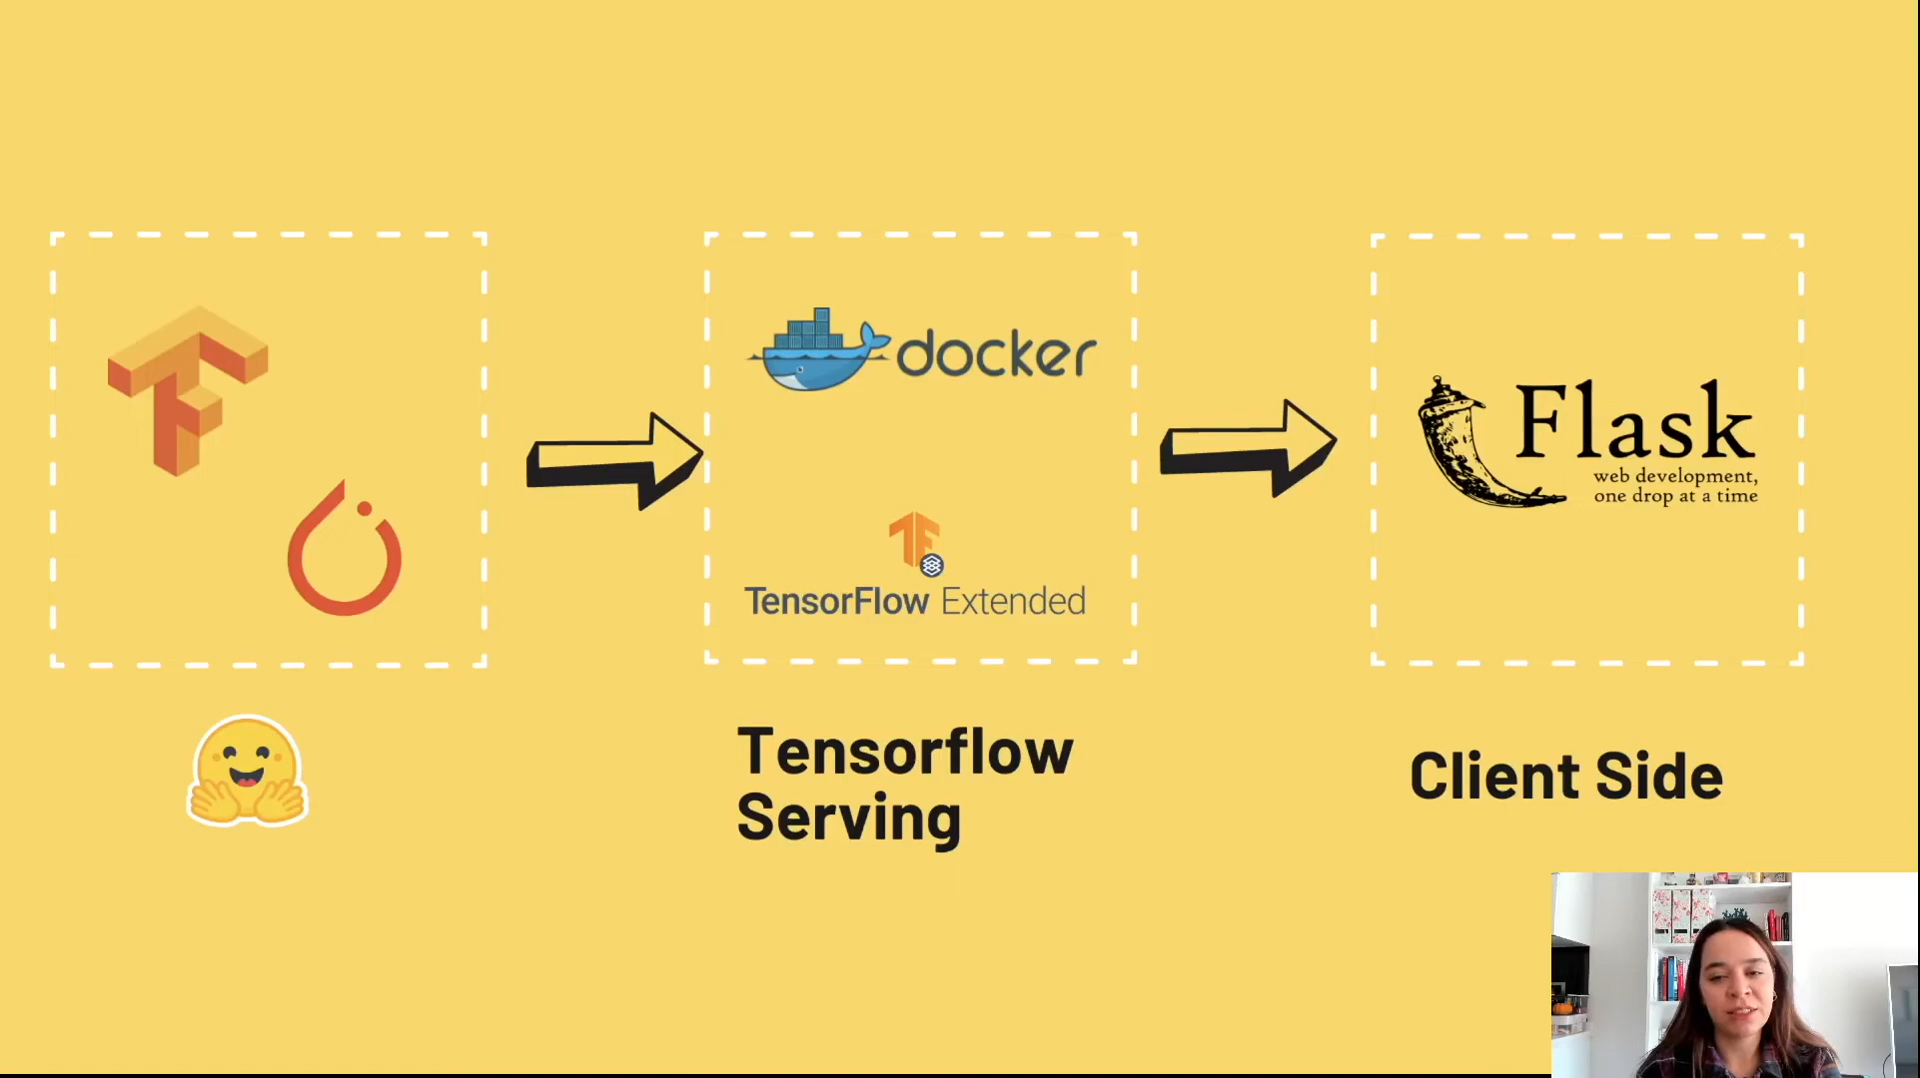 docker
TensorFlow Extended
Flask
web development,
one drop at a time
Tensorflow
Serving
Client Side